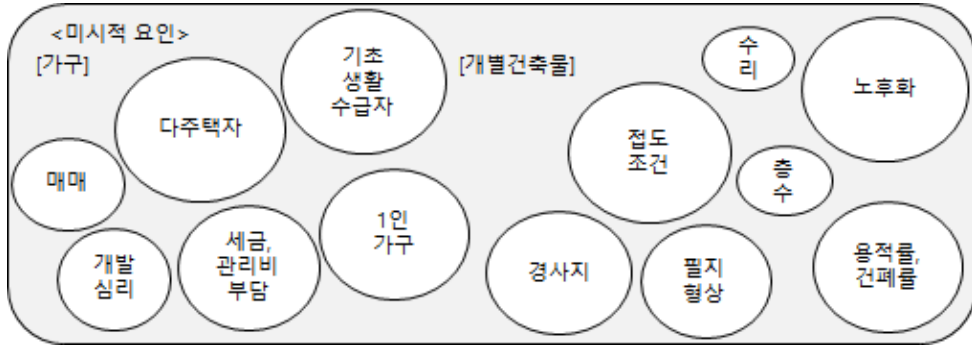 <미시적 요인>
[가구]
기초
생활
수급자
다주택자
매매
개발
심리
세금,
관리비
부담
1인
가구
[개별건축물]
수
리
노후화
접도
조건
층
수
경사지
필지
형상
용적률,
건폐율